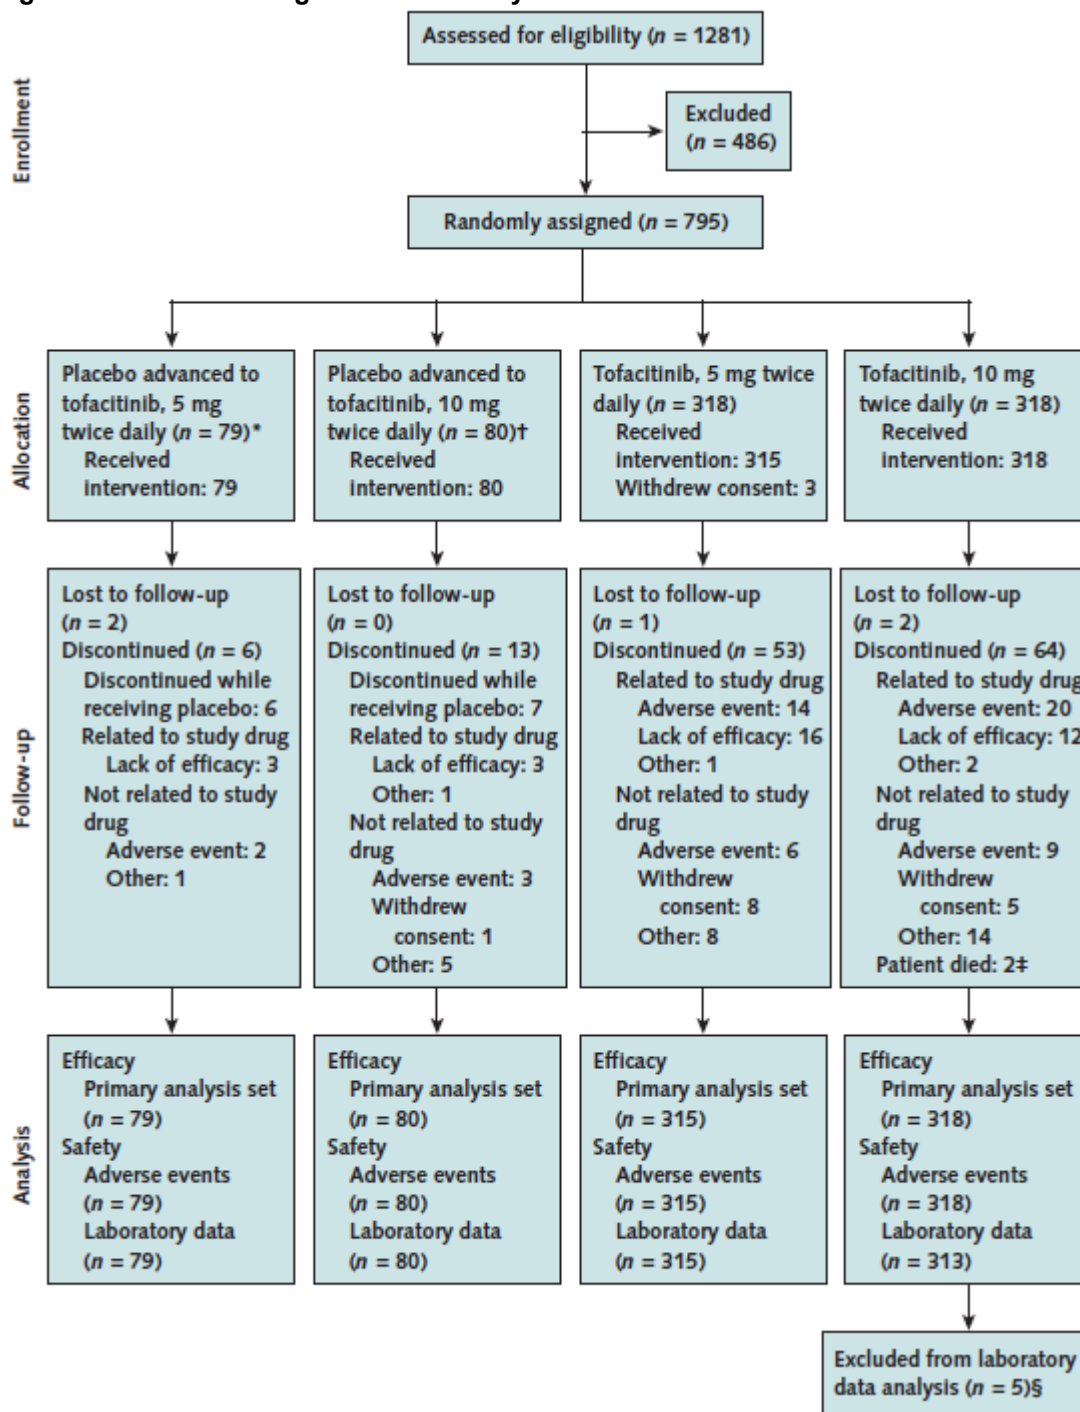 Assessed for eligibility (n = 1281)
Enrollment
Excluded
(n = 486)
Randomly assigned (n = 795)
Allocation
Placebo advanced to
tofacitinib, 5 mg
twice daily (n = 79)*
Received
intervention: 79
Placebo advanced to
tofacitinib, 10 mg
twice daily (n = 80)†
Received
intervention: 80
Tofacitinib, 5 mg twice
daily (n = 318)
Received
intervention: 315
Withdrew consent: 3
Tofacitinib, 10 mg
twice daily (n = 318)
Received
intervention: 318
Follow-up
Lost to follow-up
(n = 2)
Discontinued (n = 6)
Discontinued while
receiving placebo: 6
Related to study drug
Lack of efficacy: 3
Not related to study
drug
Adverse event: 2
Other: 1
Lost to follow-up
(n = 0)
Discontinued (n = 13)
Discontinued while
receiving placebo: 7
Related to study drug
Lack of efficacy: 3
Other: 1
Not related to study
drug
Adverse event: 3
Withdrew
consent: 1
Other: 5
Lost to follow-up
(n = 1)
Discontinued (n = 53)
Related to study drug
Adverse event: 14
Lack of efficacy: 16
Other: 1
Not related to study
drug
Adverse event: 6
Withdrew
consent: 8
Other: 8
Lost to follow-up
(n = 2)
Discontinued (n = 64)
Related to study drug
Adverse event: 20
Lack of efficacy: 12
Other: 2
Not related to study
drug
Adverse event: 9
Withdrew
consent: 5
Other: 14
Patient died: 2‡
Analysis
Efficacy
Primary analysis set
(n = 79)
Safety
Adverse events
(n = 79)
Laboratory data
(n = 79)
Efficacy
Primary analysis set
(n = 80)
Safety
Adverse events
(n = 80)
Laboratory data
(n = 80)
Efficacy
Primary analysis set
(n = 315)
Safety
Adverse events
(n = 315)
Laboratory data
(n = 315)
Efficacy
Primary analysis set
(n = 318)
Safety
Adverse events
(n = 318)
Laboratory data
(n = 313)
Excluded from laboratory
data analysis (n = 5)§